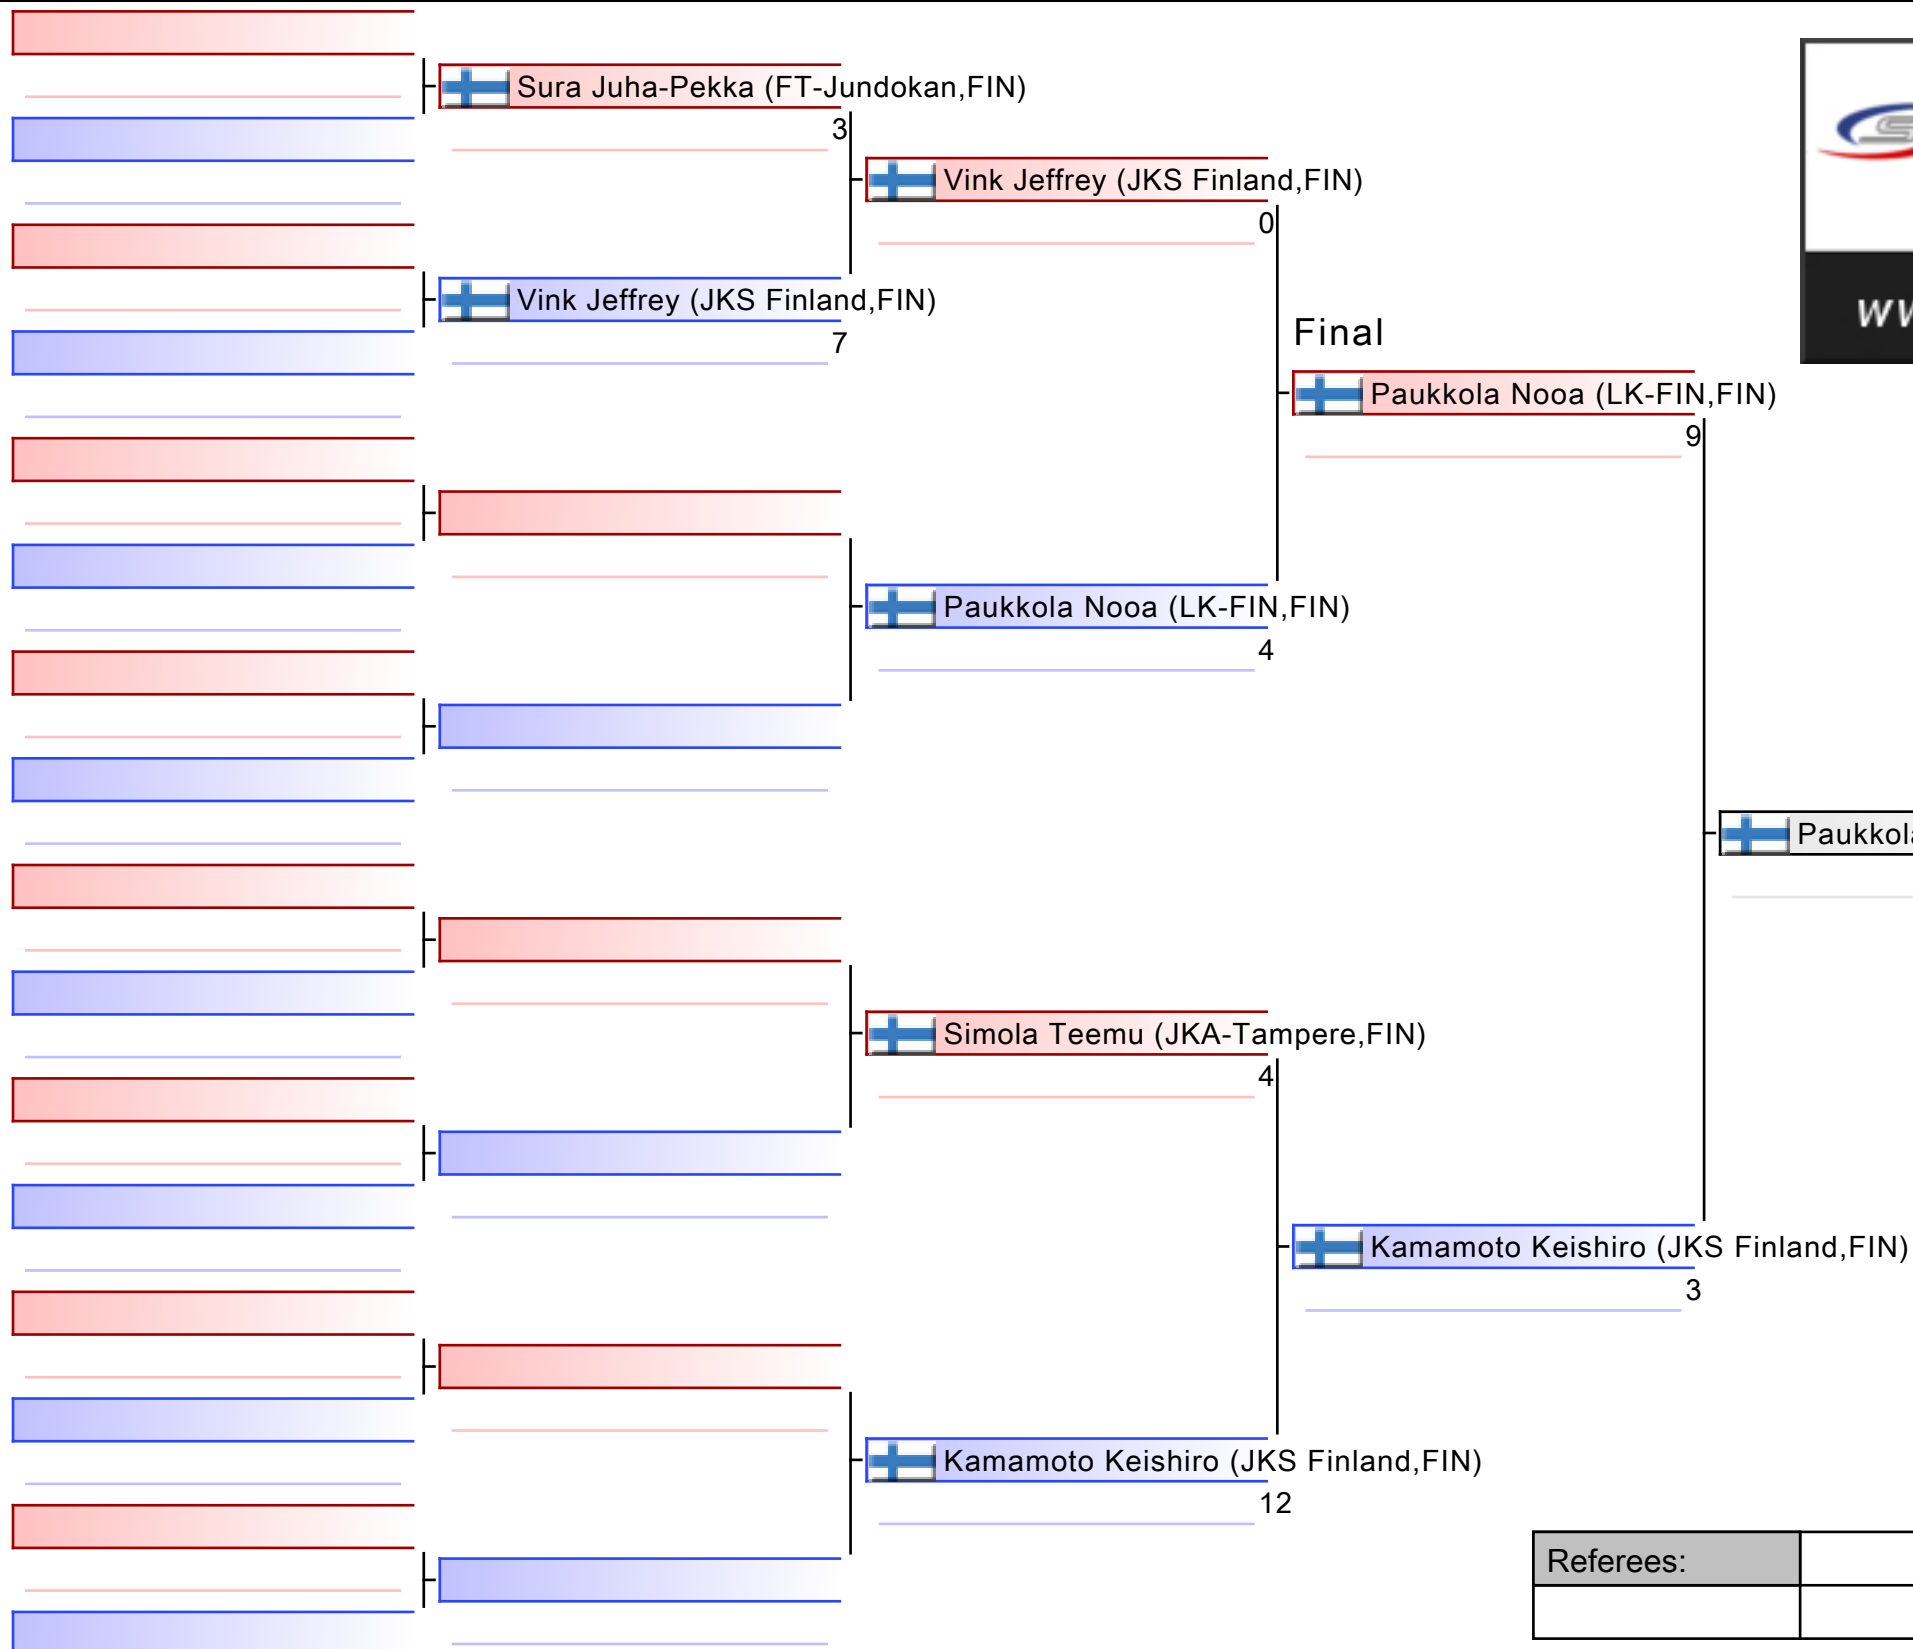 Sura Juha-Pekka (FT-Jundokan,FIN)
3
Vink Jeffrey (JKS Finland,FIN)
0
Vink Jeffrey (JKS Finland,FIN)
7
Final
Paukkola Nooa (LK-FIN,FIN)
9
Paukkola Nooa (LK-FIN,FIN)
4
Paukkola
Simola Teemu (JKA-Tampere,FIN)
4
Kamamoto Keishiro (JKS Finland,FIN)
3
Kamamoto Keishiro (JKS Finland,FIN)
12
Referees: